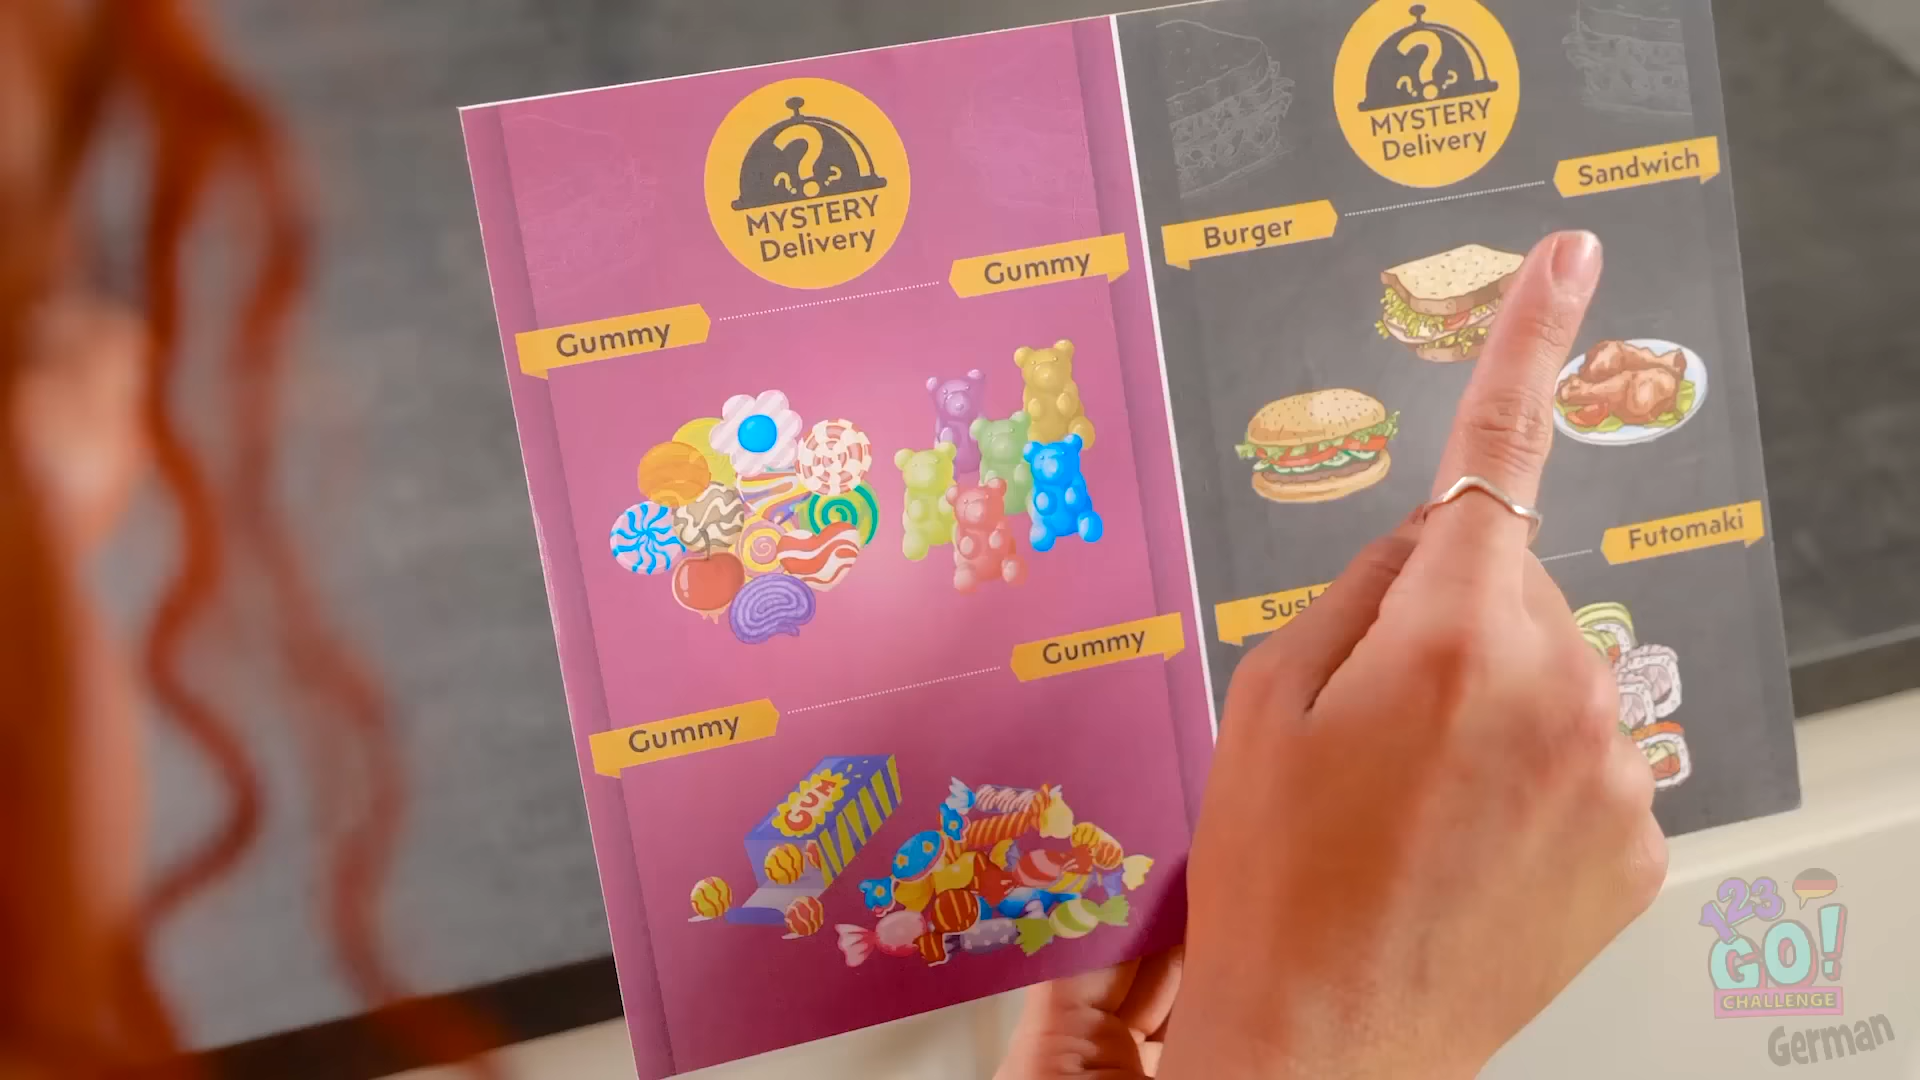 MYSTERY
Delivery
Gummy
Gummy
Gummy
Gummy
GUM
MYSTERY
Delivery
Burger
Sandwich
Futomaki
123
GO!
CHALLENGE
German